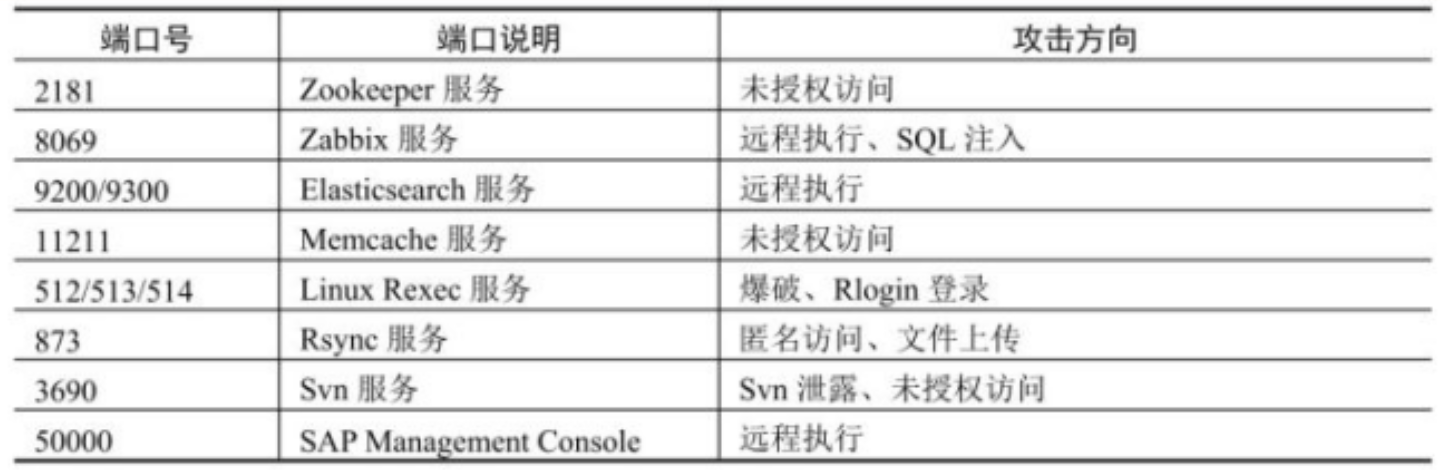 端口号 端口说明 攻击方向
2181 Zookeeper 服务 未授权访问
8069 Zabbix 服务 远程执行、SQL 注入
9200/9300 Elasticsearch 服务 远程执行
11211 Memcache 服务 未授权访问
512/513/514 Linux Rexec 服务 爆破、Rlogin 登录
873 Rsync 服务 匿名访问、文件上传
3690 Svn 服务 Svn 泄露、未授权访问
50000 SAP Management Console 远程执行